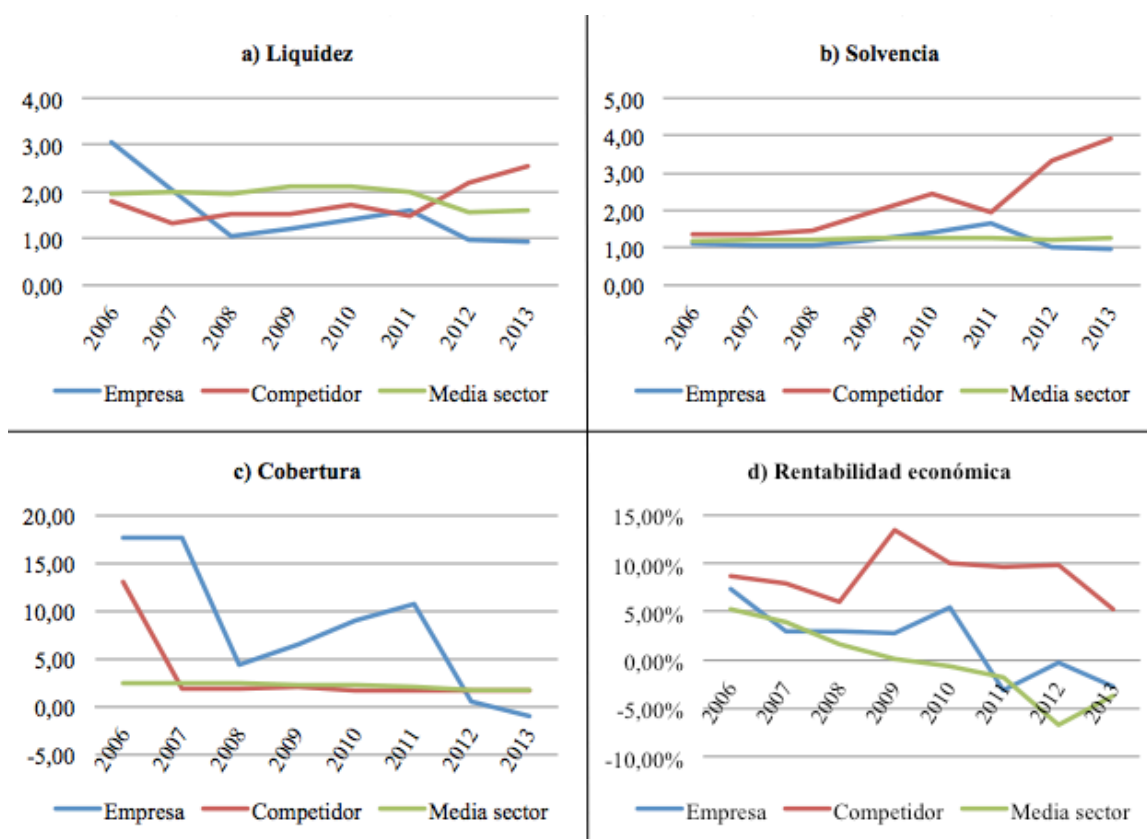 a) Liquidez
4,00
3,00
2,00
1,00
0,00
2006 2007 2008 2009 2010 2011 2012 2013
Empresa Competidor Media sector
b) Solvencia
5,00
4,00
3,00
2,00
1,00
0,00
2006 2007 2008 2009 2010 2011 2012 2013
Empresa Competidor Media sector
c) Cobertura
20,00
15,00
10,00
5,00
0,00
-5,00
2006 2007 2008 2009 2010 2011 2012 2013
Empresa Competidor Media sector
d) Rentabilidad económica
15,00%
10,00%
5,00%
0,00%
-5,00%
-10,00%
2006 2007 2008 2009 2010 2011 2012 2013
Empresa Competidor Media sector